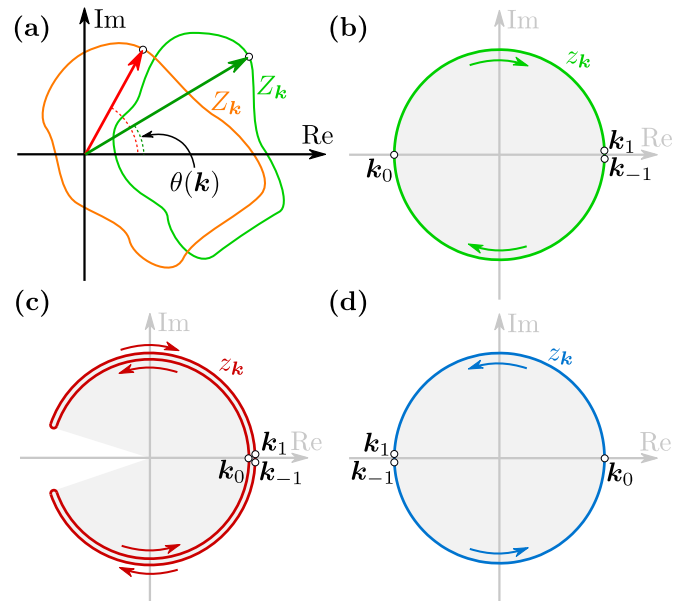 (a)
Im
Z_k
Z_k
Re
θ(k)
(b)
Im
z_k
Re
k_1
k_0
k_{-1}
(c)
Im
z_k
Re
k_1
k_0
k_{-1}
(d)
Im
z_k
Re
k_1
k_{-1}
k_0